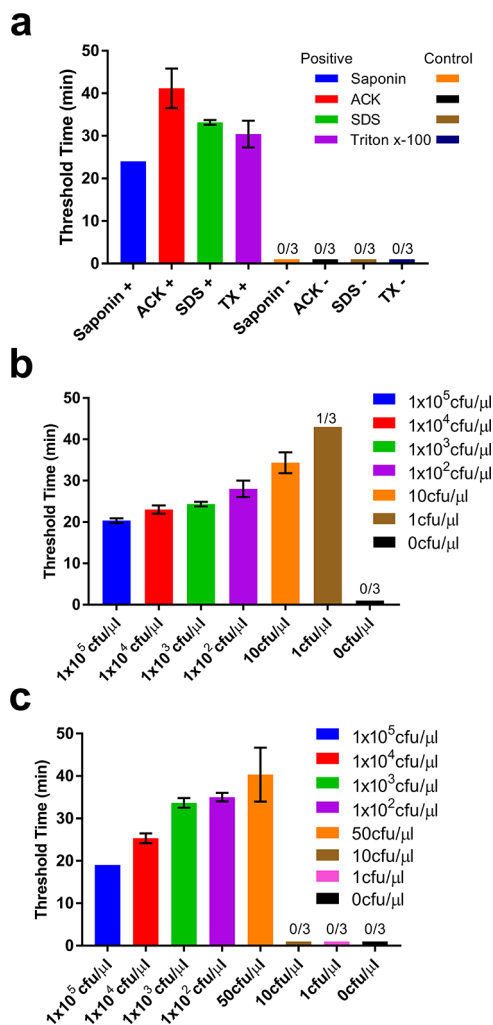 a
Threshold Time (min)
50
40
30
20
10
0
Positive Control
Saponin
ACK
SDS
Triton x-100
0/3 0/3 0/3 0/3
Saponin + ACK + SDS + TX + Saponin - ACK - SDS - TX -
b
Threshold Time (min)
50
40
30
20
10
0
1/3
0/3
1x10⁵cfu/µl
1x10⁴cfu/µl
1x10³cfu/µl
1x10²cfu/µl
10cfu/µl
1cfu/µl
0cfu/µl
1x10⁵ cfu/µl 1x10⁴ cfu/µl 1x10³ cfu/µl 1x10² cfu/µl 10cfu/µl 1cfu/µl 0cfu/µl
c
Threshold Time (min)
50
40
30
20
10
0
1x10⁵cfu/µl
1x10⁴cfu/µl
1x10³cfu/µl
1x10²cfu/µl
50cfu/µl
10cfu/µl
1cfu/µl
0cfu/µl
0/3 0/3 0/3
1x10⁵ cfu/µl 1x10⁴ cfu/µl 1x10³ cfu/µl 1x10² cfu/µl 50cfu/µl 10cfu/µl 1cfu/µl 0cfu/µl